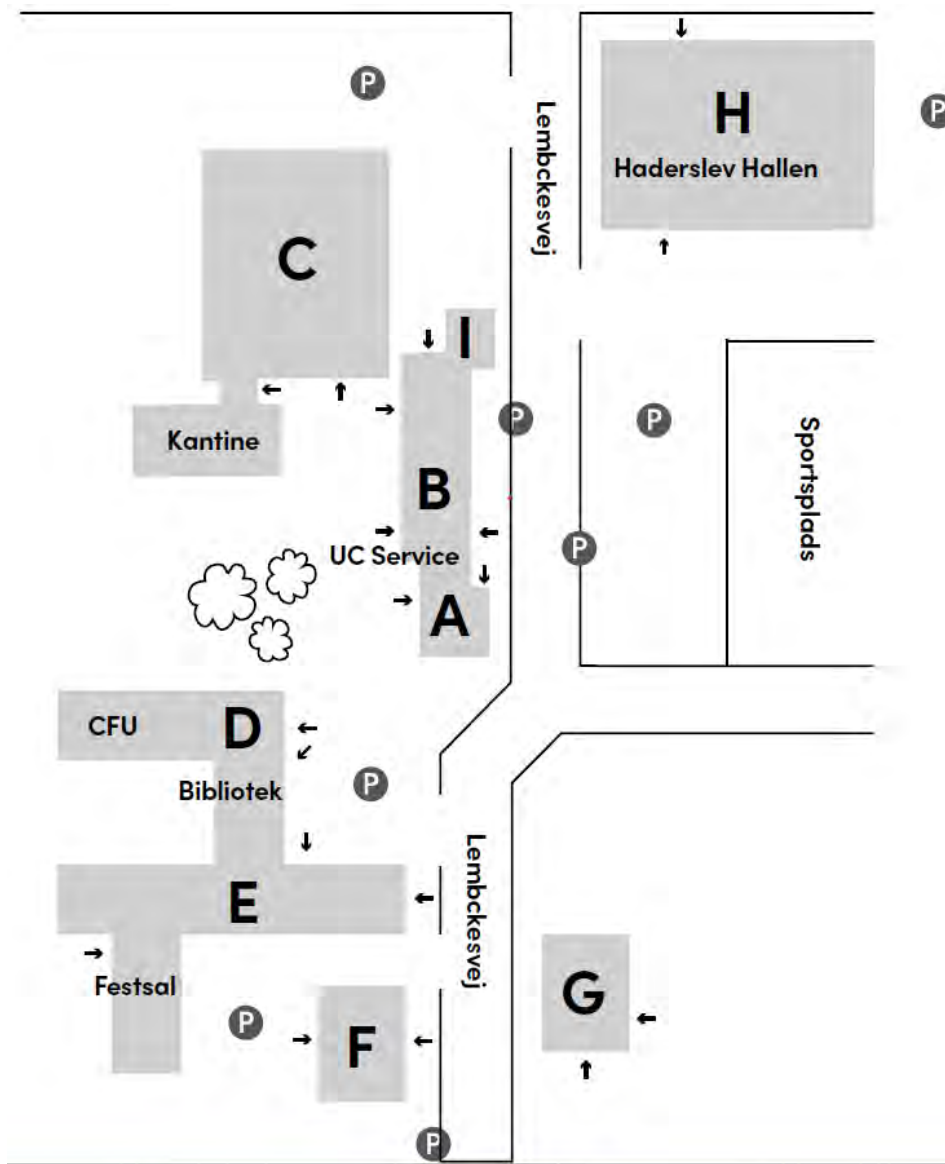 P
H
Haderslev Hallen
P
Lembckesvej
C
I
Kantine
P
P
Sportsplads
B
UC Service
P
A
CFU
D
Bibliotek
P
Lembckesvej
E
Festsal
G
P
F
P